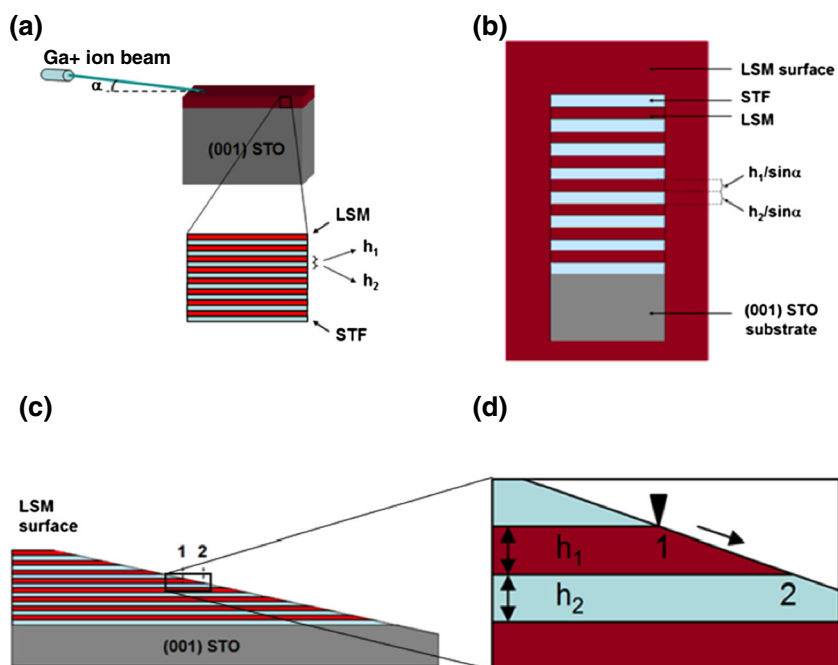 (a)
Ga+ ion beam
α
(001) STO
LSM
h₁
h₂
STF
(b)
LSM surface
STF
LSM
h₁/sinα
h₂/sinα
(001) STO
substrate
(c)
LSM
surface
1 2
(001) STO
(d)
h₁ 1
h₂ 2